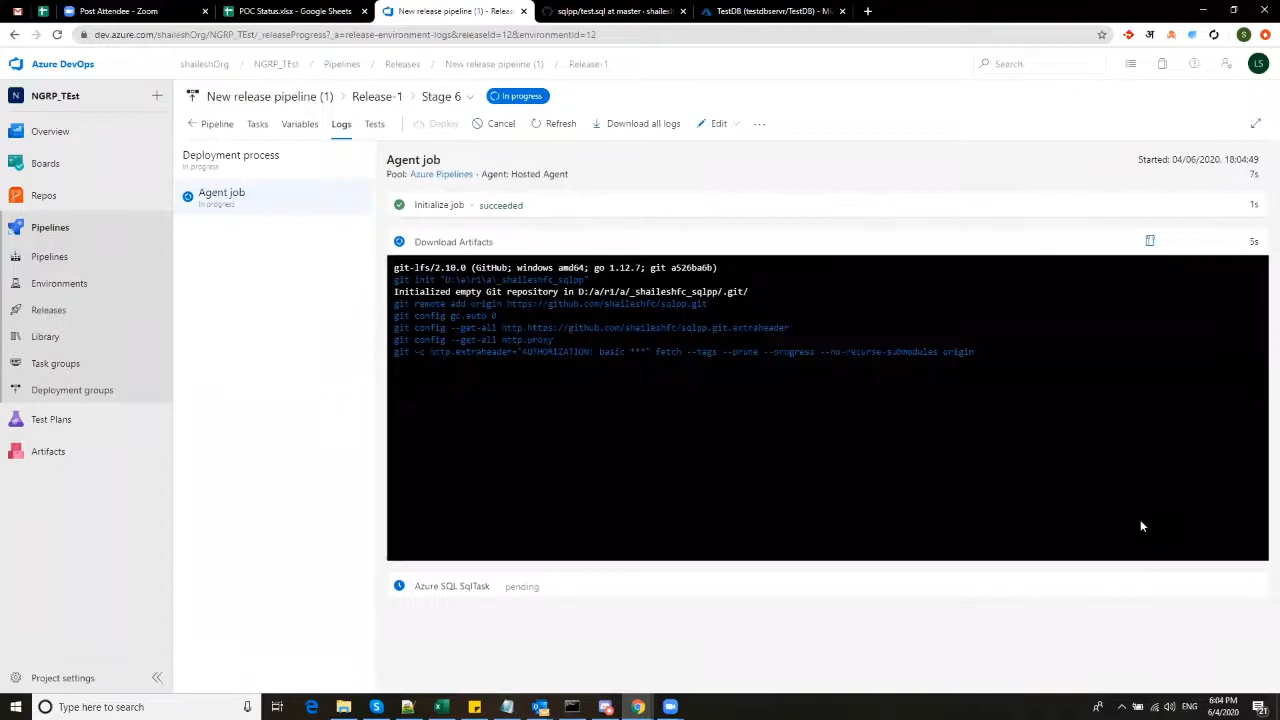 Post Attendee - Zoom
POC Status.xlsx - Google Sheets
New release pipeline (1) - Releas
sqlpp/test.sql at master · shailesh
TestDB (testdbservr/TestDB) - Mi
dev.azure.com/shaileshOrg/NGRP_TEst/_releaseProgress?_a=release-environment-logs&releaseId=12&environmentId=12
Azure DevOps
shaileshOrg / NGRP_TEst / Pipelines / Releases / New release pipeline (1) / Release-1
Search
LS
N NGRP_TEst
New release pipeline (1) > Release-1 > Stage 6
In progress
Pipeline Tasks Variables Logs Tests Deploy Cancel Refresh Download all logs Edit
Overview
Boards
Repos
Pipelines
Pipelines
Environments
Releases
Library
Task groups
Deployment groups
Test Plans
Artifacts
Project settings
Deployment process
In progress
Agent job
In progress
Agent job
Started: 04/06/2020, 18:04:49
Pool: Azure Pipelines · Agent: Hosted Agent
7s
Initialize job · succeeded
1s
Download Artifacts
5s
git-lfs/2.10.0 (GitHub; windows amd64; go 1.12.7; git a526ba6b)
git init "D:\a\r1\a\_shaileshfc_sqlpp"
Initialized empty Git repository in D:/a/r1/a/_shaileshfc_sqlpp/.git/
git remote add origin https://github.com/shaileshfc/sqlpp.git
git config gc.auto 0
git config --get-all http.https://github.com/shaileshfc/sqlpp.git.extraheader
git config --get-all http.proxy
git -c http.extraheader="AUTHORIZATION: basic ***" fetch --tags --prune --progress --no-recurse-submodules origin
Azure SQL SqlTask pending
Type here to search
ENG
6:04 PM
6/4/2020
21